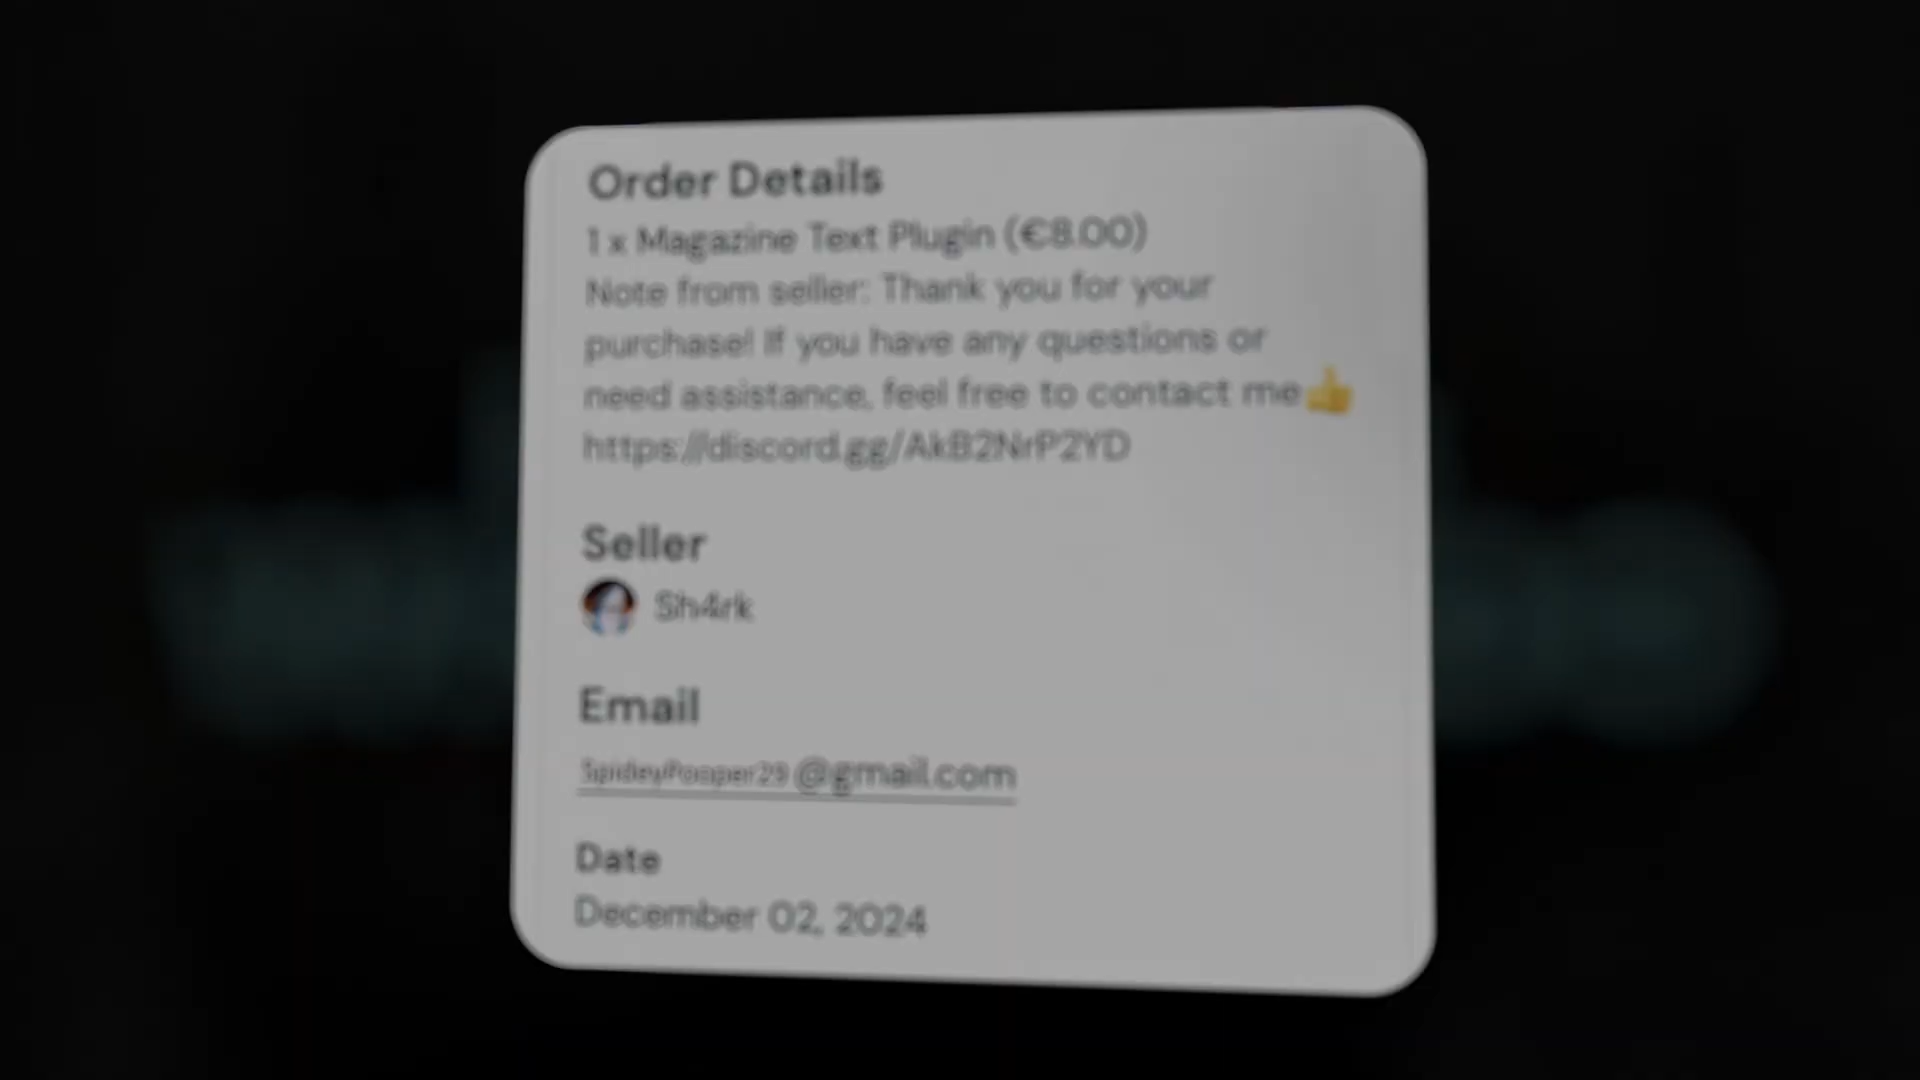 Order Details
1 x Magazine Text Plugin (€8.00)
Note from seller: Thank you for your
purchase! If you have any questions or
need assistance, feel free to contact me👍
https://discord.gg/AkB2NrP2YD
Seller
Sh4rk
Email
SpideyPooper29@gmail.com
Date
December 02, 2024